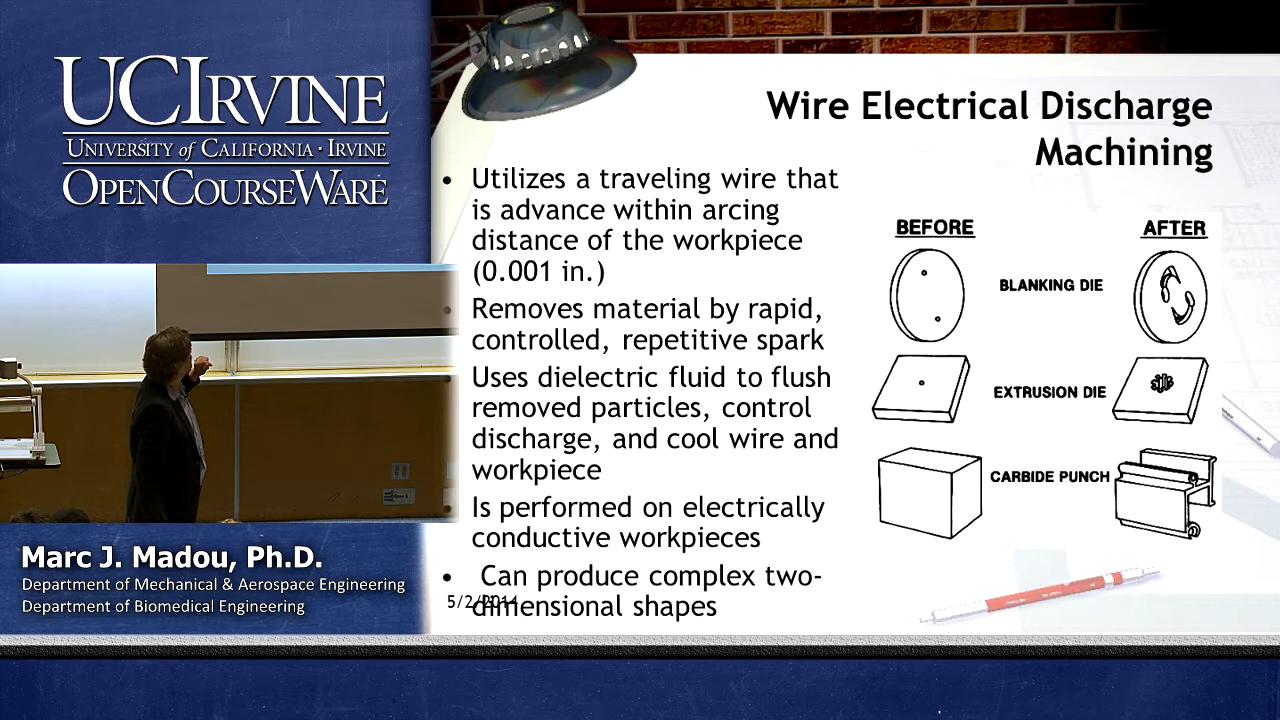 UCIRVINE
UNIVERSITY of CALIFORNIA · IRVINE
OPENCOURSEWARE
Wire Electrical Discharge
Machining
• Utilizes a traveling wire that
is advance within arcing
distance of the workpiece
(0.001 in.)
• Removes material by rapid,
controlled, repetitive spark
Uses dielectric fluid to flush
removed particles, control
discharge, and cool wire and
workpiece
Is performed on electrically
conductive workpieces
• Can produce complex two-
dimensional shapes
5/2/2014
BEFORE
AFTER
BLANKING DIE
EXTRUSION DIE
CARBIDE PUNCH
Marc J. Madou, Ph.D.
Department of Mechanical & Aerospace Engineering
Department of Biomedical Engineering